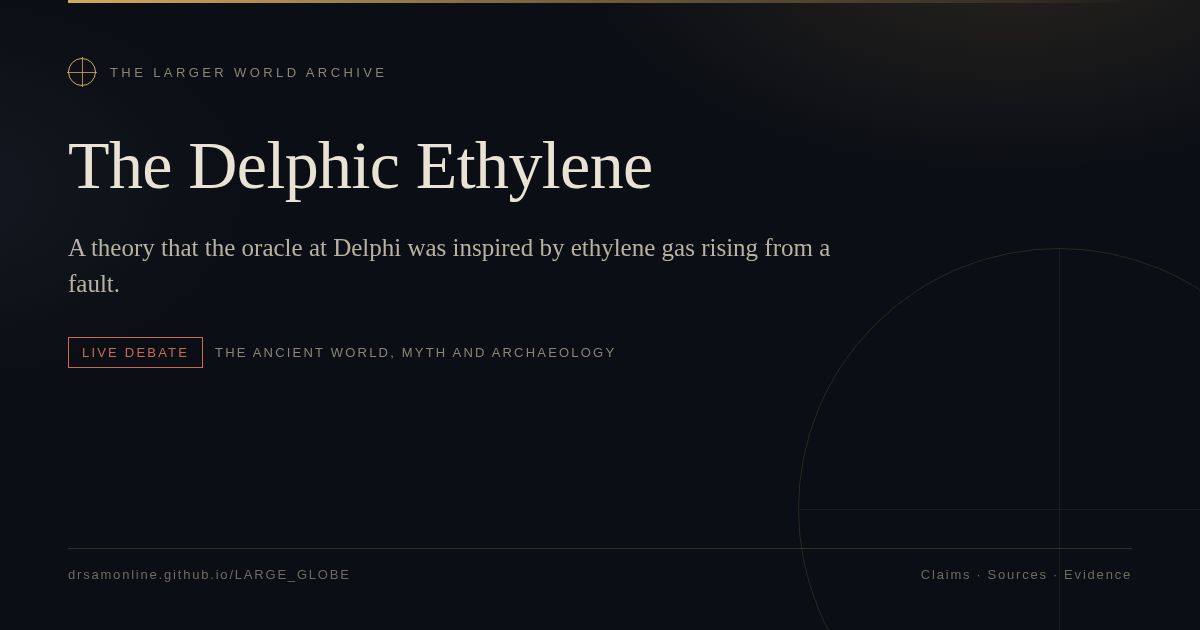 THE LARGER WORLD ARCHIVE
The Delphic Ethylene
A theory that the oracle at Delphi was inspired by ethylene gas rising from a
fault.
LIVE DEBATE THE ANCIENT WORLD, MYTH AND ARCHAEOLOGY
drsamonline.github.io/LARGE_GLOBE Claims · Sources · Evidence